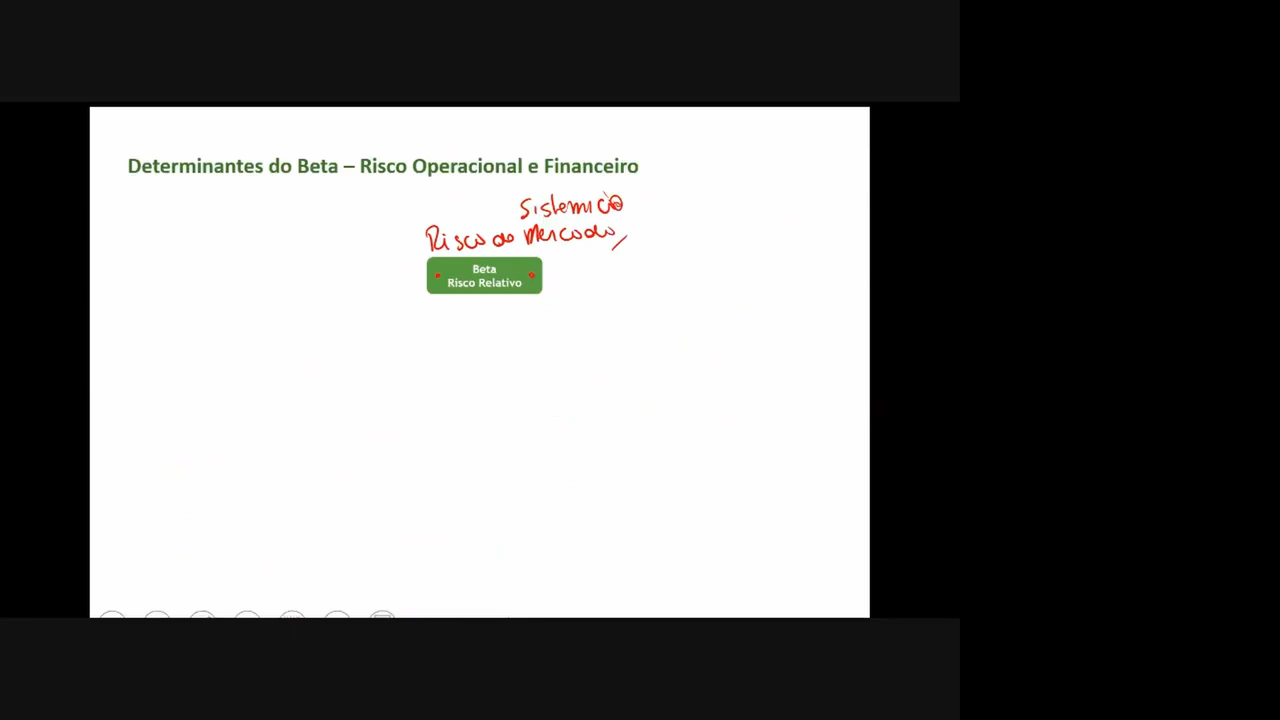 Determinantes do Beta – Risco Operacional e Financeiro
Sistemico
Risco do Mercado
Beta
Risco Relativo